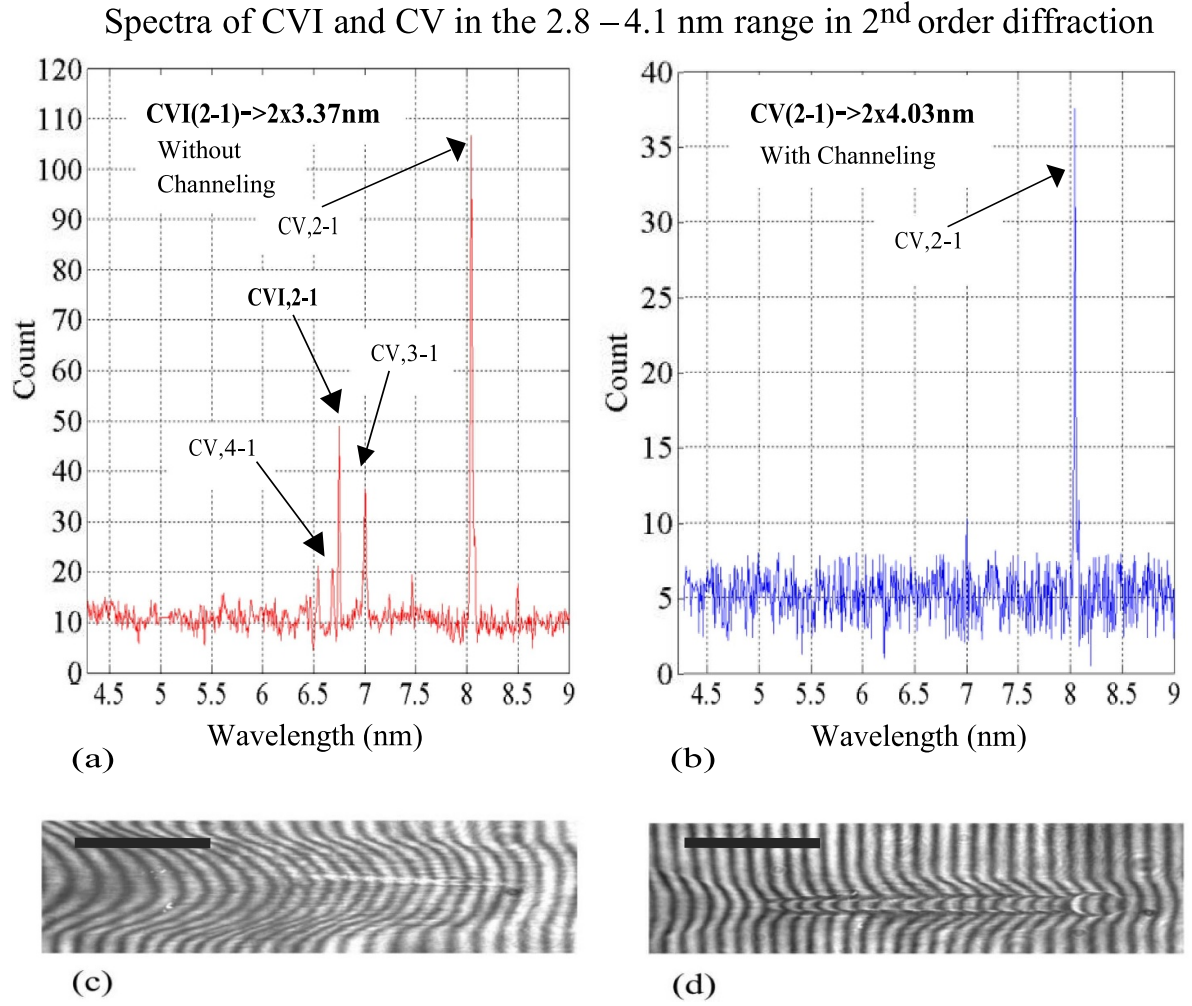 Spectra of CVI and CV in the 2.8 – 4.1 nm range in 2nd order diffraction
120
110
100
90
80
70
60
50
40
30
20
10
0
Count
CVI(2-1)->2x3.37nm
Without
Channeling
CV,2-1
CVI,2-1
CV,3-1
CV,4-1
4.5 5 5.5 6 6.5 7 7.5 8 8.5 9
Wavelength (nm)
(a)
40
35
30
25
20
15
10
5
0
Count
CV(2-1)->2x4.03nm
With Channeling
CV,2-1
4.5 5 5.5 6 6.5 7 7.5 8 8.5 9
Wavelength (nm)
(b)
(c)
(d)